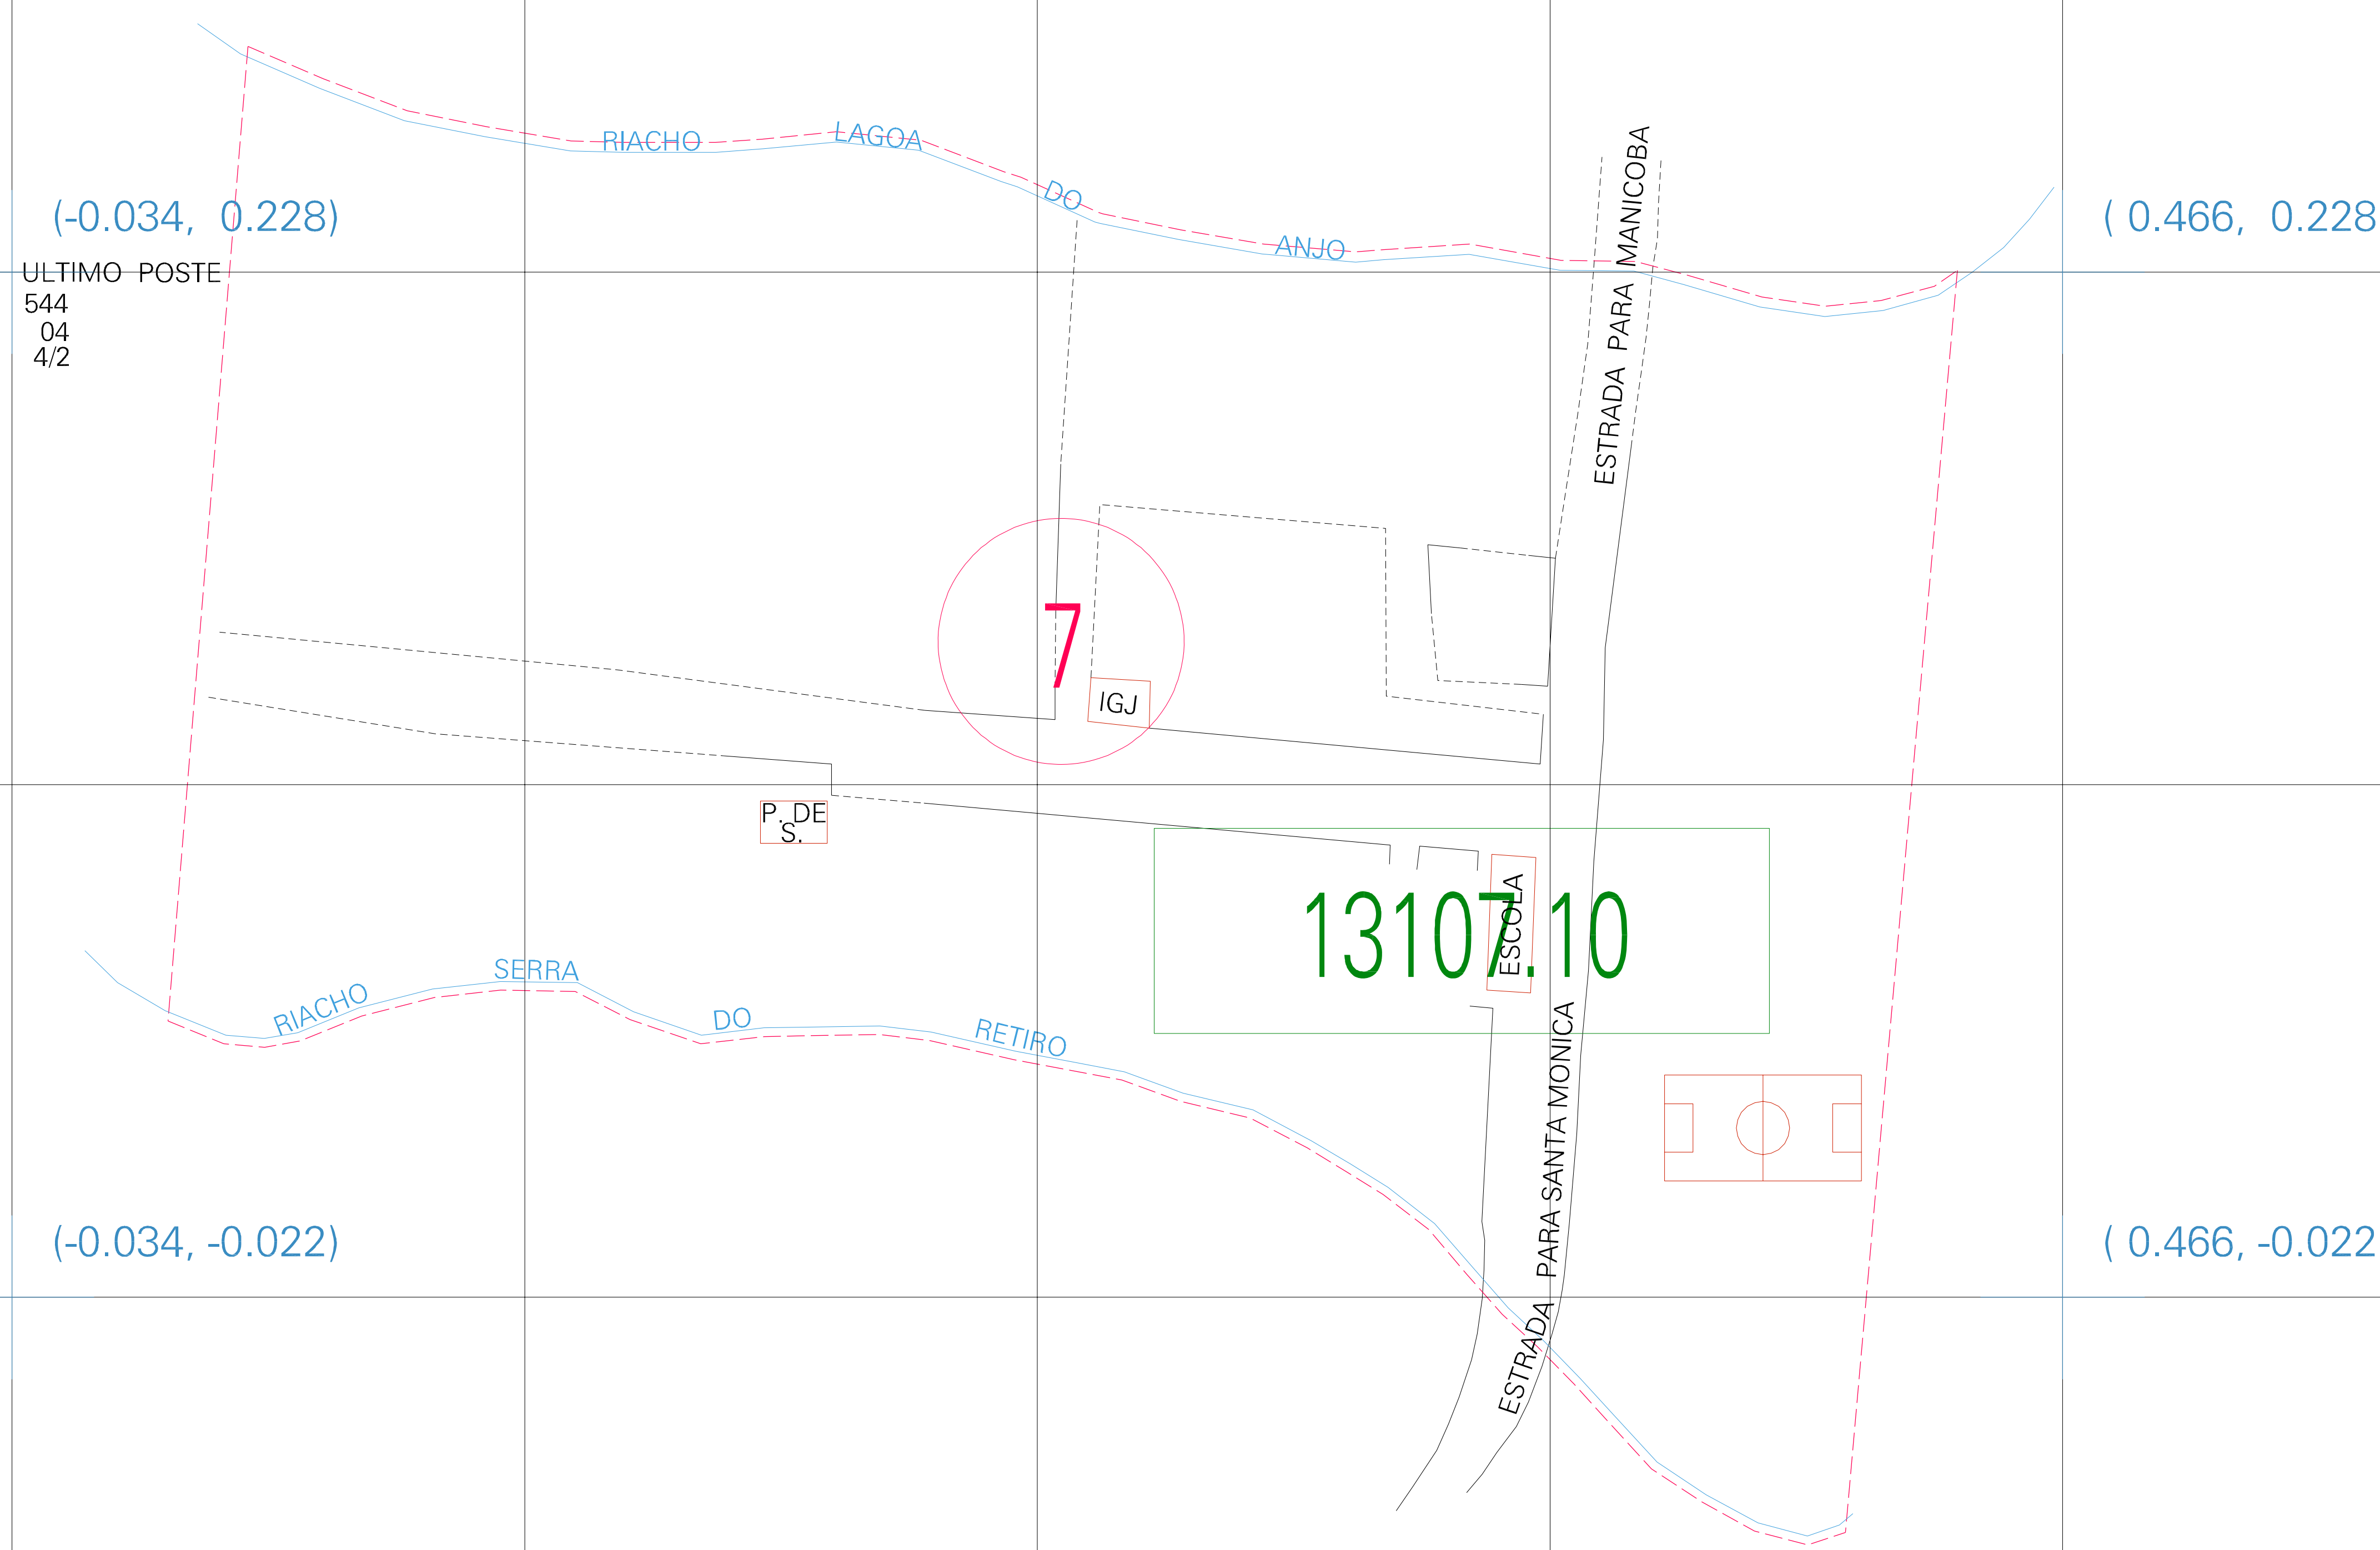 RIACHO LAGOA DO ANJO
ESTRADA PARA MANICOBA
(-0.034, 0.228)
( 0.466, 0.228
ULTIMO POSTE
544
04
4/2
7
IGJ
P. DE
S.
ESCOLA
13107.10
RIACHO SERRA DO RETIRO
ESTRADA PARA SANTA MONICA
(-0.034, -0.022)
( 0.466, -0.022